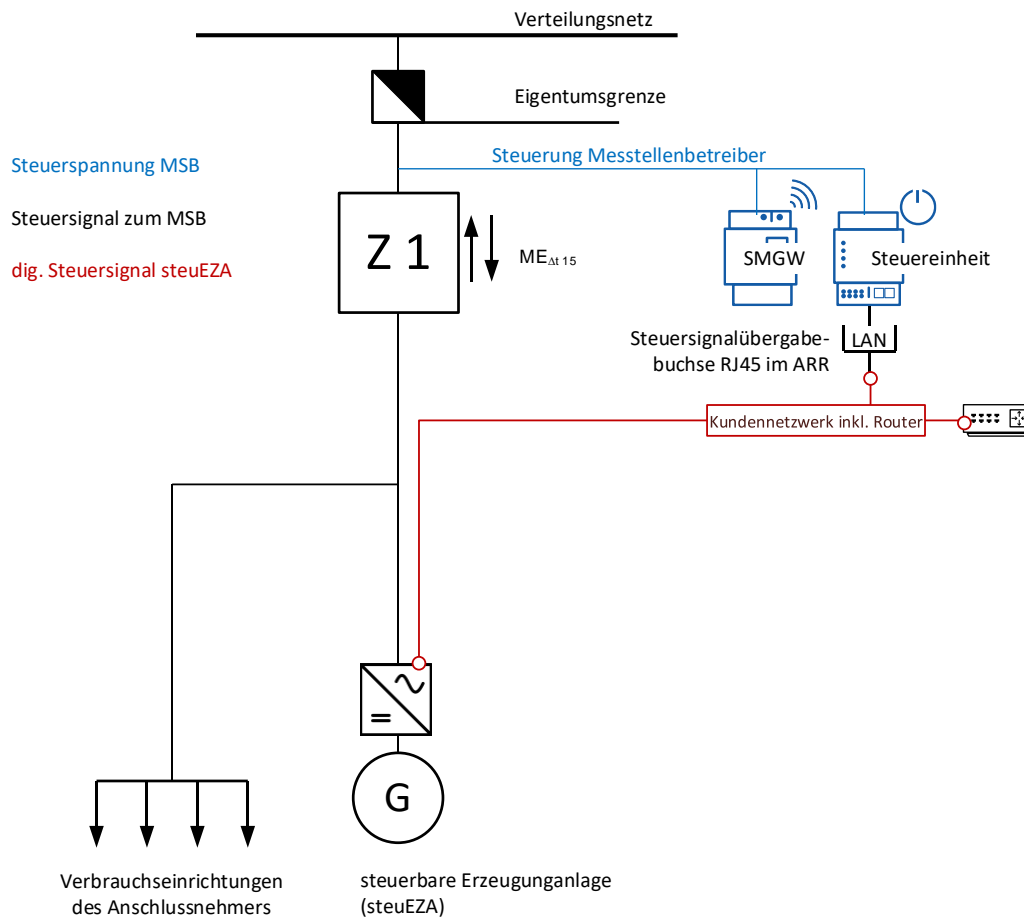 Verteilungsnetz
Eigentumsgrenze
Steuerspannung MSB
Steuersignal zum MSB
dig. Steuersignal steuEZA
Steuerung Messtellenbetreiber
Z 1
ME∆t 15
SMGW
Steuereinheit
Steuersignalübergabe-
buchse RJ45 im ARR
LAN
Kundennetzwerk inkl. Router
G
Verbrauchseinrichtungen
des Anschlussnehmers
steuerbare Erzeugunganlage
(steuEZA)